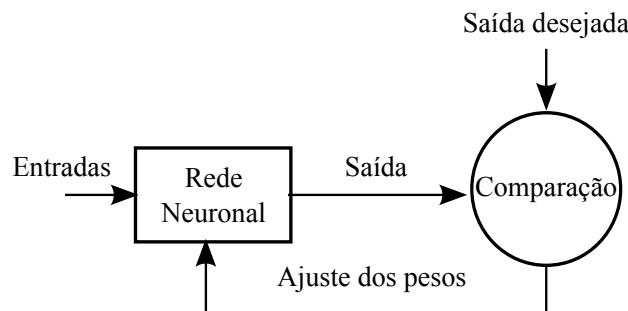 Saída desejada
Entradas
Rede
Neuronal
Saída
Comparação
Ajuste dos pesos